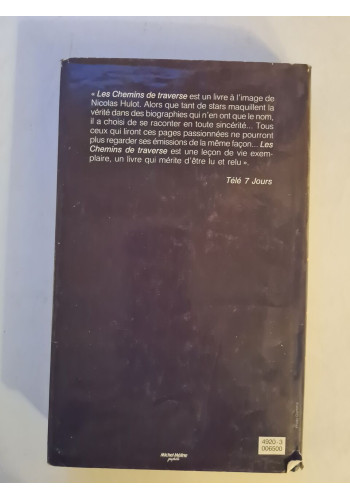 « Les Chemins de traverse est un livre à l'image de
Nicolas Hulot. Alors que tant de stars maquillent la
vérité dans des biographies qui n'en ont que le nom,
il a choisi de se raconter en toute sincérité... Tous
ceux qui liront ces pages passionnées ne pourront
plus regarder ses émissions de la même façon... Les
Chemins de traverse est une leçon de vie exem-
plaire, un livre qui mérite d'être lu et relu ».
Télé 7 Jours
4920-3
006500